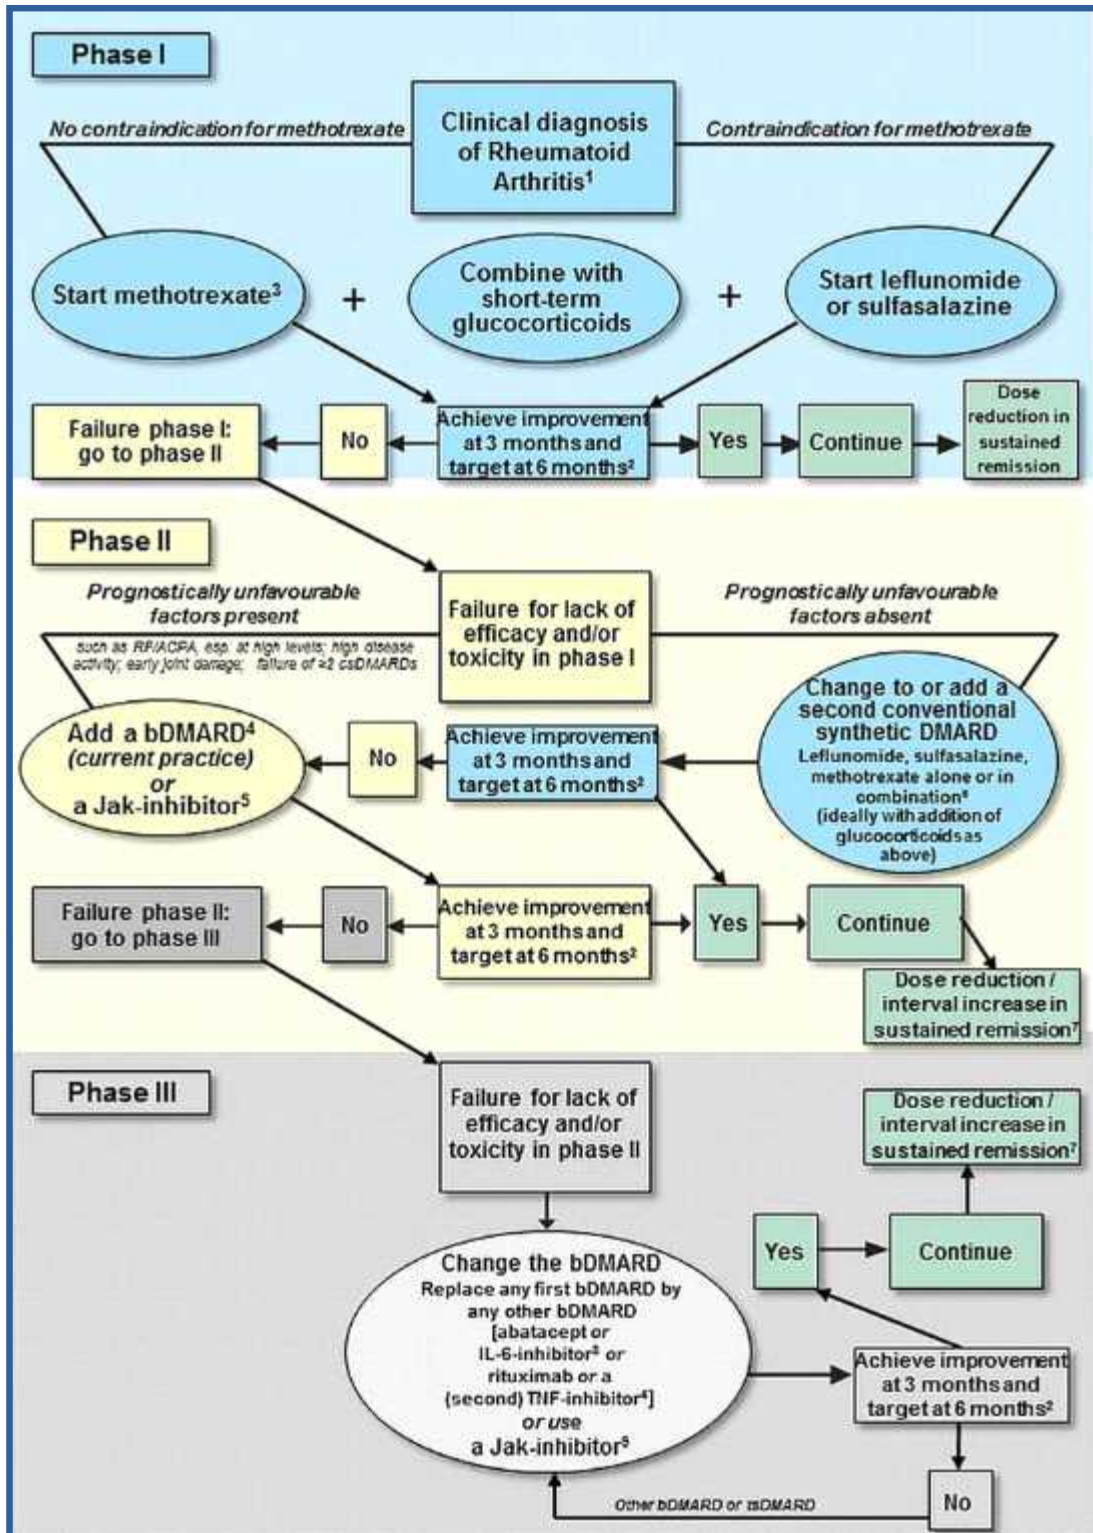 Phase I
No contraindication for methotrexate
Clinical diagnosis
of Rheumatoid
Arthritis¹
Contraindication for methotrexate
Start methotrexate³
+
Combine with
short-term
glucocorticoids
+
Start leflunomide
or sulfasalazine
Failure phase I:
go to phase II
No
Achieve improvement
at 3 months and
target at 6 months²
Yes
Continue
Dose
reduction in
sustained
remission
Phase II
Prognostically unfavourable
factors present
such as RF/ACPA, esp. at high levels; high disease
activity; early joint damage; failure of ≥2 csDMARDs
Failure for lack of
efficacy and/or
toxicity in phase I
Prognostically unfavourable
factors absent
Add a bDMARD⁴
(current practice)
or
a Jak-inhibitor⁵
No
Achieve improvement
at 3 months and
target at 6 months²
Change to or add a
second conventional
synthetic DMARD
Leflunomide, sulfasalazine,
methotrexate alone or in
combination⁶
(ideally with addition of
glucocorticoids as
above)
Failure phase II:
go to phase III
No
Achieve improvement
at 3 months and
target at 6 months²
Yes
Continue
Dose reduction /
interval increase in
sustained remission⁷
Phase III
Failure for lack of
efficacy and/or
toxicity in phase II
Dose reduction /
interval increase in
sustained remission⁷
Yes
Continue
Change the bDMARD
Replace any first bDMARD by
any other bDMARD
[abatacept or
IL-6-inhibitor³ or
rituximab or a
(second) TNF-inhibitor⁴]
or use
a Jak-inhibitor⁵
Achieve improvement
at 3 months and
target at 6 months²
No
Other bDMARD or tsDMARD